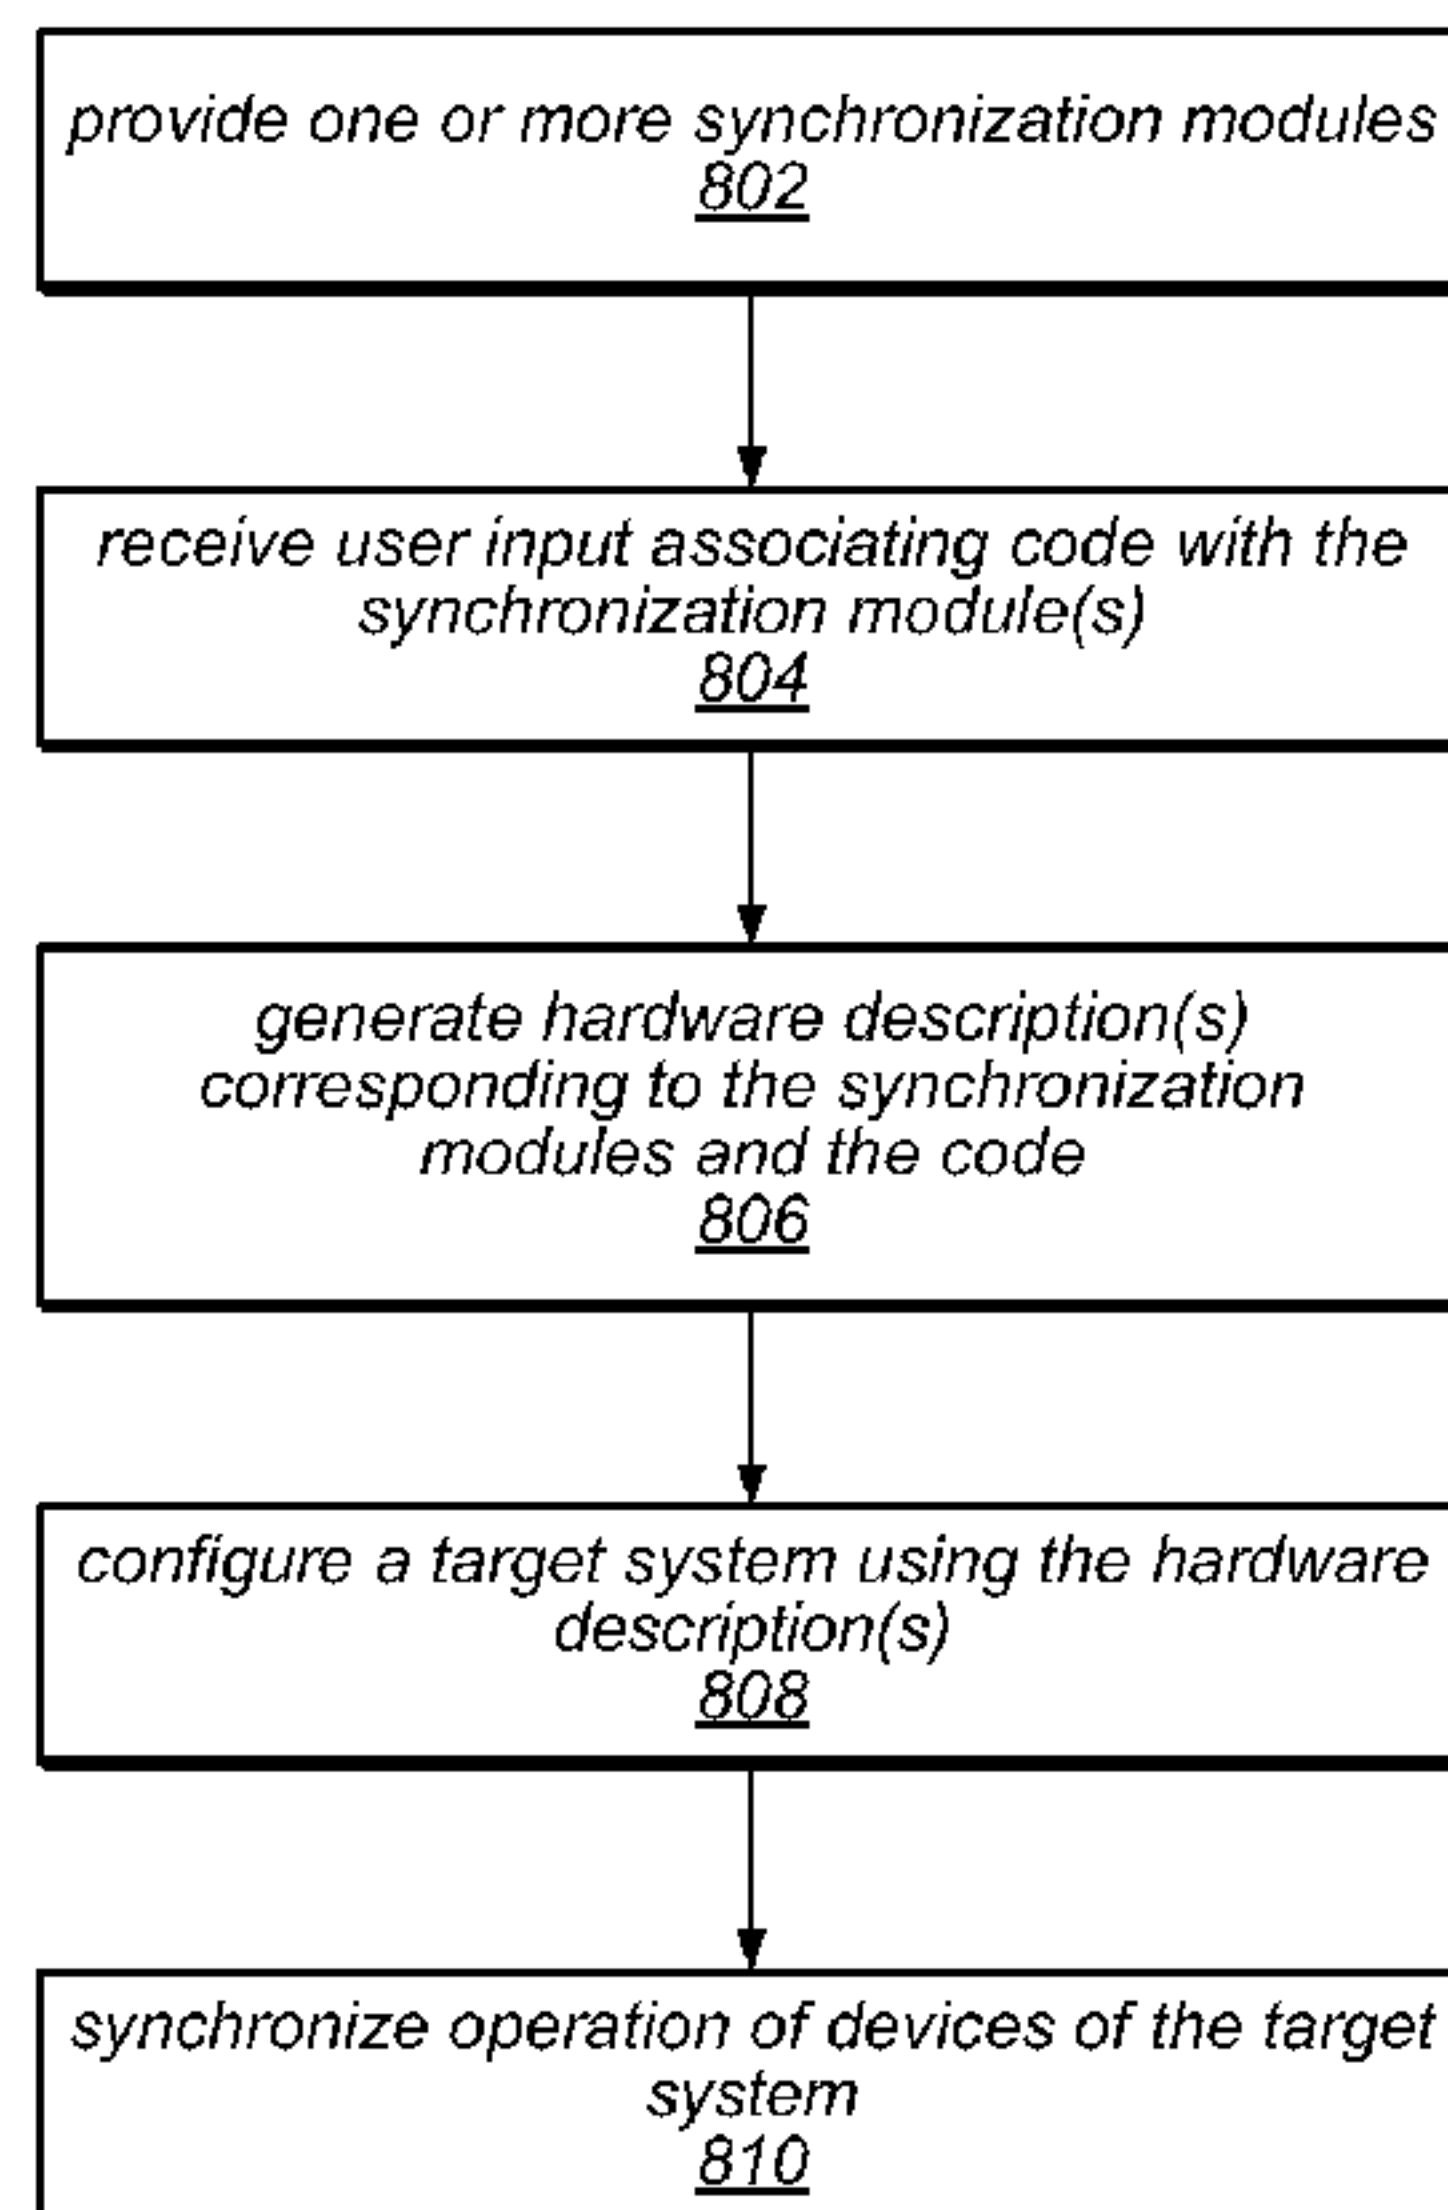 provide one or more synchronization modules
802
receive user input associating code with the
synchronization module(s)
804
generate hardware description(s)
corresponding to the synchronization
modules and the code
806
configure a target system using the hardware
description(s)
808
synchronize operation of devices of the target
system
810